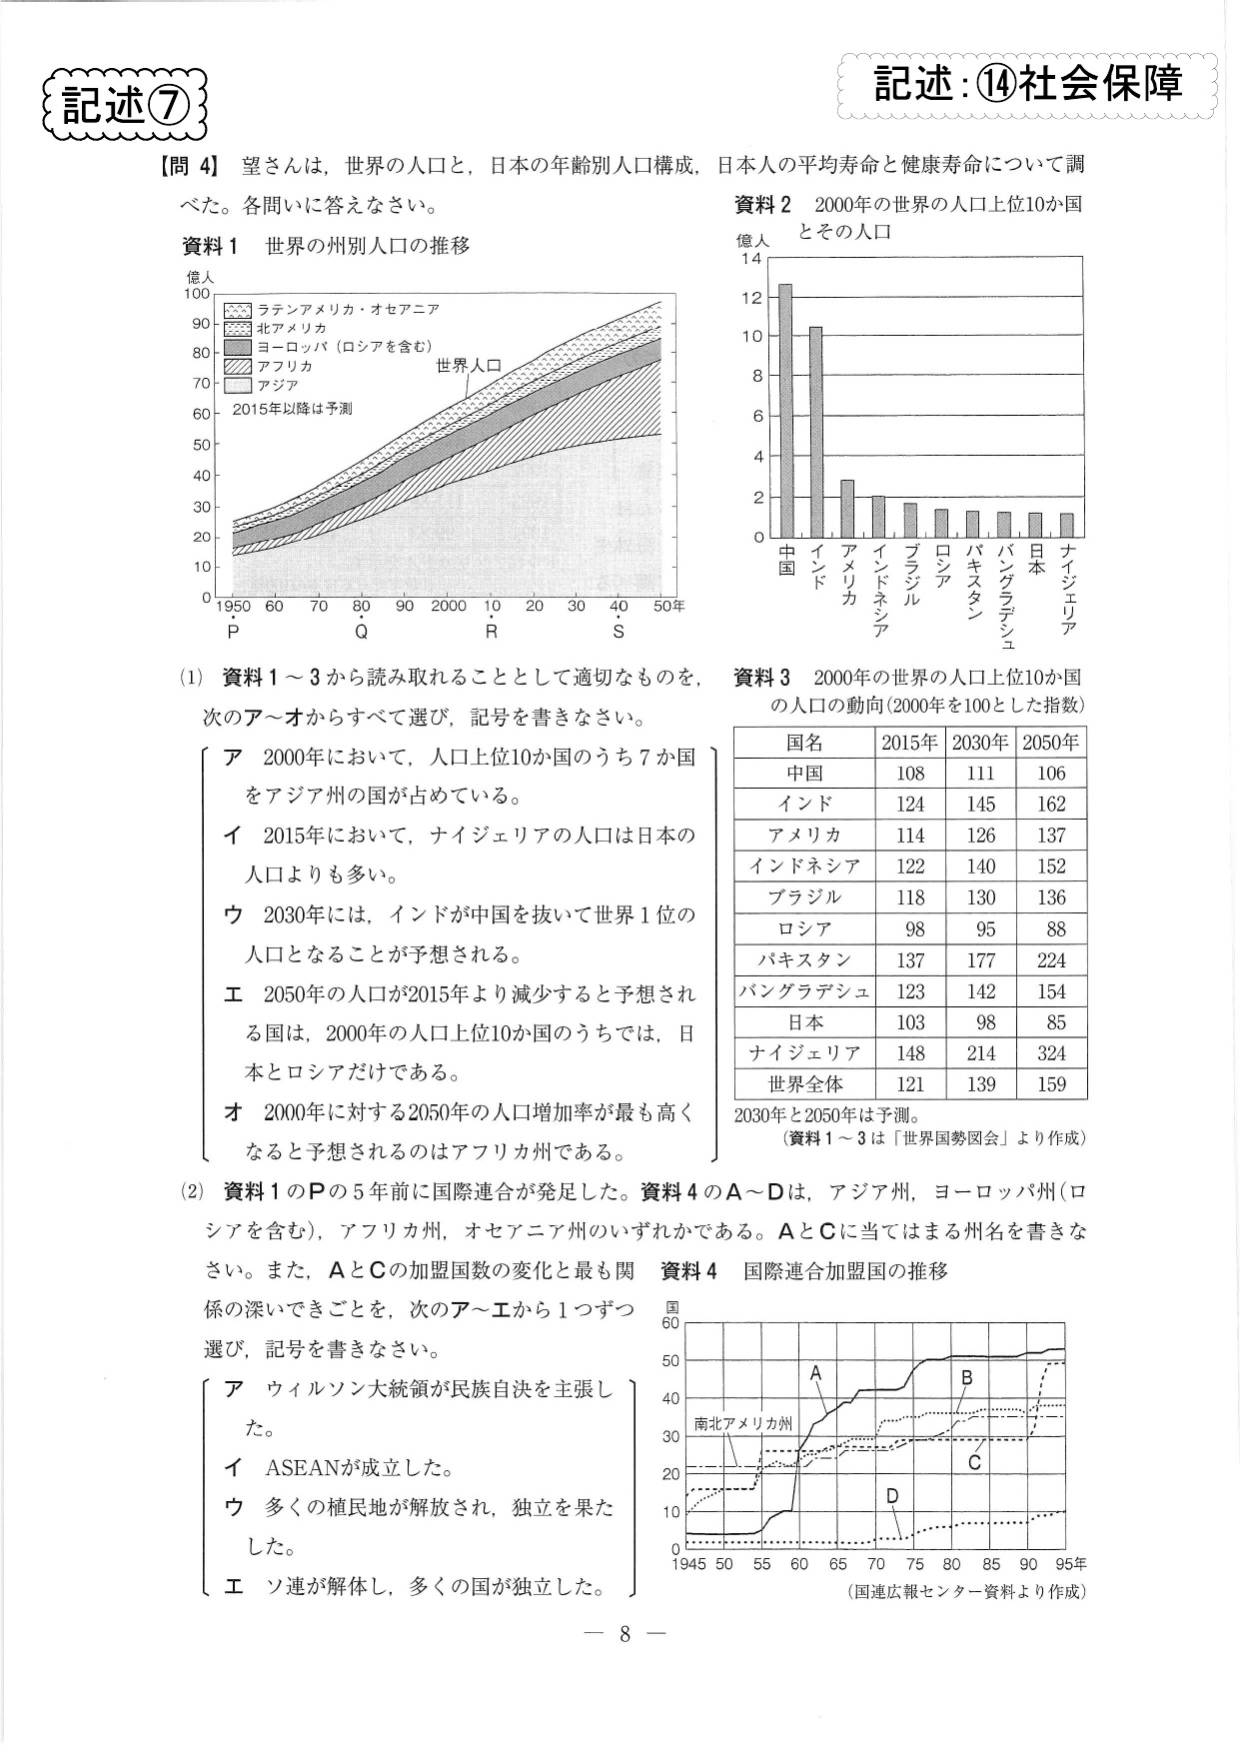 記述⑦
記述:⑭社会保障
【問 4】 望さんは，世界の人口と，日本の年齢別人口構成，日本人の平均寿命と健康寿命について調
べた。各問いに答えなさい。
資料1 世界の州別人口の推移
億人
100
90
80
70
60
50
40
30
20
10
0
ラテンアメリカ・オセアニア
北アメリカ
ヨーロッパ（ロシアを含む）
アフリカ
アジア
2015年以降は予測
世界人口
1950 60 70 80 90 2000 10 20 30 40 50年
P Q R S
資料2 2000年の世界の人口上位10か国
とその人口
億人
14
12
10
8
6
4
2
0
中国
インド
アメリカ
インドネシア
ブラジル
ロシア
パキスタン
バングラデシュ
日本
ナイジェリア
(1) 資料1～3から読み取れることとして適切なものを，
次のア～オからすべて選び，記号を書きなさい。
ア 2000年において，人口上位10か国のうち7か国
をアジア州の国が占めている。
イ 2015年において，ナイジェリアの人口は日本の
人口よりも多い。
ウ 2030年には，インドが中国を抜いて世界1位の
人口となることが予想される。
エ 2050年の人口が2015年より減少すると予想され
る国は，2000年の人口上位10か国のうちでは，日
本とロシアだけである。
オ 2000年に対する2050年の人口増加率が最も高く
なると予想されるのはアフリカ州である。
資料3 2000年の世界の人口上位10か国
の人口の動向(2000年を100とした指数)
国名 2015年 2030年 2050年
中国 108 111 106
インド 124 145 162
アメリカ 114 126 137
インドネシア 122 140 152
ブラジル 118 130 136
ロシア 98 95 88
パキスタン 137 177 224
バングラデシュ 123 142 154
日本 103 98 85
ナイジェリア 148 214 324
世界全体 121 139 159
2030年と2050年は予測。
(資料1～3は「世界国勢図会」より作成)
(2) 資料1のPの5年前に国際連合が発足した。資料4のA～Dは，アジア州，ヨーロッパ州(ロ
シアを含む)，アフリカ州，オセアニア州のいずれかである。AとCに当てはまる州名を書きな
さい。また，AとCの加盟国数の変化と最も関
係の深いできごとを，次のア～エから1つずつ
選び，記号を書きなさい。
ア ウィルソン大統領が民族自決を主張し
た。
イ ASEANが成立した。
ウ 多くの植民地が解放され，独立を果た
した。
エ ソ連が解体し，多くの国が独立した。
資料4 国際連合加盟国の推移
国
60
50
40
30
20
10
0
A
B
南北アメリカ州
C
D
1945 50 55 60 65 70 75 80 85 90 95年
(国連広報センター資料より作成)
— 8 —